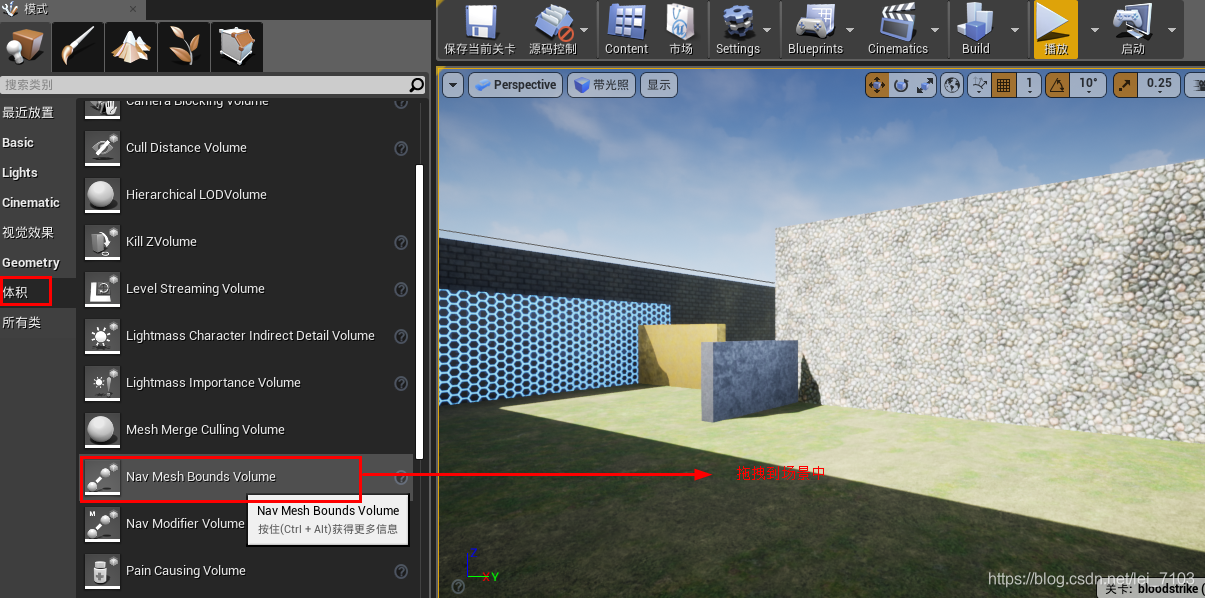 模式
保存当前关卡
源码控制
Content
市场
Settings
Blueprints
Cinematics
Build
播放
启动
搜索类别
最近放置
Basic
Lights
Cinematic
视觉效果
Geometry
体积
所有类
Camera Blocking Volume
Cull Distance Volume
Hierarchical LODVolume
Kill ZVolume
Level Streaming Volume
Lightmass Character Indirect Detail Volume
Lightmass Importance Volume
Mesh Merge Culling Volume
Nav Mesh Bounds Volume
Nav Modifier Volume
Pain Causing Volume
Nav Mesh Bounds Volume
按住(Ctrl + Alt)获得更多信息
Perspective
带光照
显示
1
10°
0.25
拖拽到场景中
Z
X
Y
https://blog.csdn.net/lei_7103
关卡: bloodstrike (